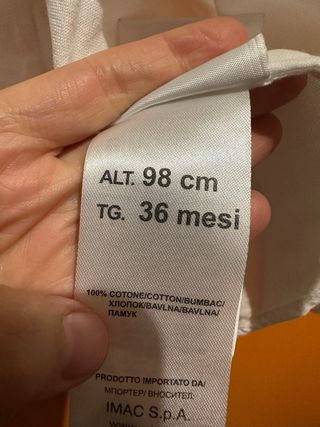 ALT. 98 cm
TG. 36 mesi
100% COTONE/COTTON/BUMBAC/
ХЛОПОК/BAVLNA/BAVLNA/
ПАМУК
PRODOTTO IMPORTATO DA/
МПОРТЕР/ ВНОСИТЕЛ:
IMAC S.p.A.